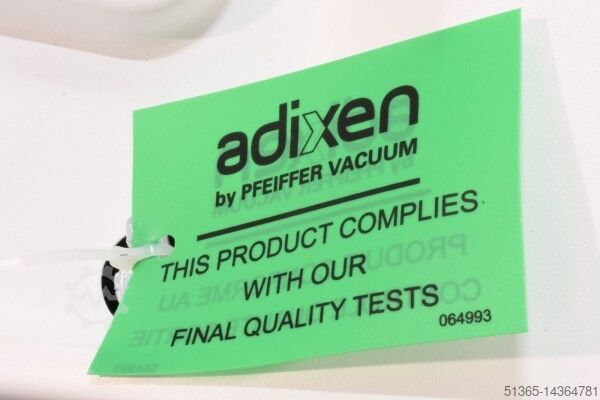 adixen
by PFEIFFER VACUUM
THIS PRODUCT COMPLIES
WITH OUR
FINAL QUALITY TESTS
064993
51365-14364781